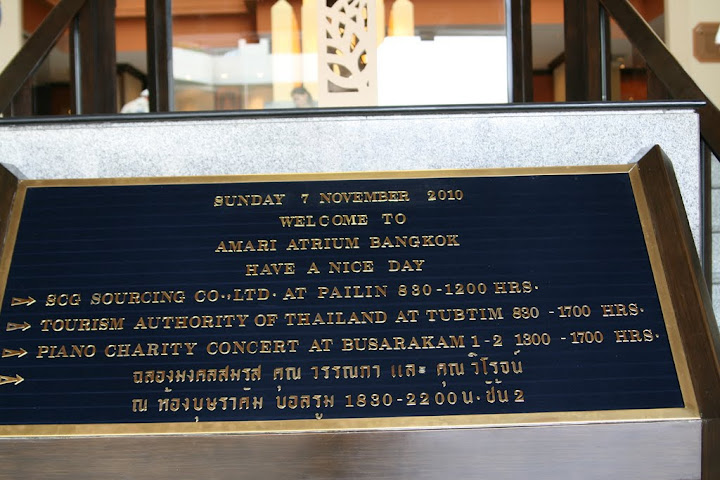 SUNDAY 7 NOVEMBER 2010
WELCOME TO
AMARI ATRIUM BANGKOK
HAVE A NICE DAY
SCG SOURCING CO.,LTD. AT PAILIN 830-1200 HRS.
TOURISM AUTHORITY OF THAILAND AT TUBTIM 830 -1700 HRS.
PIANO CHARITY CONCERT AT BUSARAKAM 1-2 1300 -1700 HRS.
ฉลองมงคลสมรส คุณ วรรณภา และ คุณ วิโรจน์
ณ ห้องบุษราคัม บอลรูม 1830-2200 น. ชั้น 2